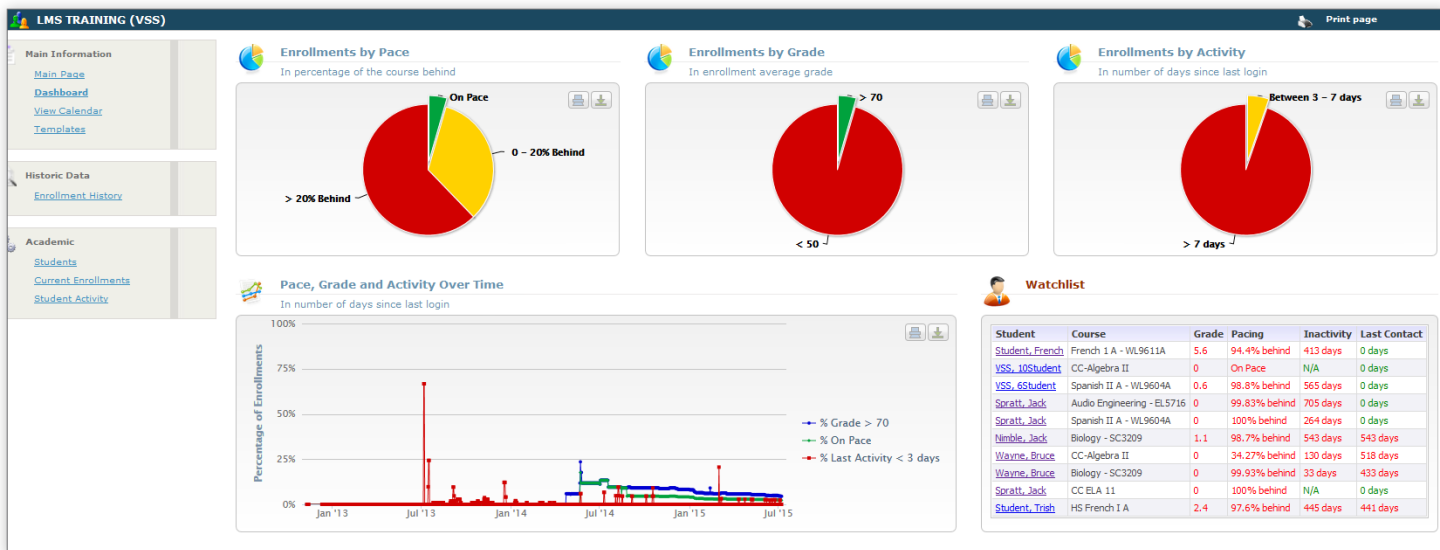 LMS TRAINING (VSS)
Print page
Main Information
Main Page
Dashboard
View Calendar
Templates
Historic Data
Enrollment History
Academic
Students
Current Enrollments
Student Activity
Enrollments by Pace
In percentage of the course behind
On Pace
0 - 20% Behind
> 20% Behind
Enrollments by Grade
In enrollment average grade
> 70
< 50
Enrollments by Activity
In number of days since last login
Between 3 - 7 days
> 7 days
Pace, Grade and Activity Over Time
In number of days since last login
Percentage of Enrollments
100%
75%
50%
25%
0%
Jan '13 Jul '13 Jan '14 Jul '14 Jan '15 Jul '15
% Grade > 70
% On Pace
% Last Activity < 3 days
Watchlist
Student Course Grade Pacing Inactivity Last Contact
Student, French French 1 A - WL9611A 5.6 94.4% behind 413 days 0 days
VSS, 10Student CC-Algebra II 0 On Pace N/A 0 days
VSS, 6Student Spanish II A - WL9604A 0.6 98.8% behind 565 days 0 days
Spratt, Jack Audio Engineering - EL5716 0 99.83% behind 705 days 0 days
Spratt, Jack Spanish II A - WL9604A 0 100% behind 264 days 0 days
Nimble, Jack Biology - SC3209 1.1 98.7% behind 543 days 543 days
Wayne, Bruce CC-Algebra II 0 34.27% behind 130 days 518 days
Wayne, Bruce Biology - SC3209 0 99.93% behind 33 days 433 days
Spratt, Jack CC ELA 11 0 100% behind N/A 0 days
Student, Trish HS French I A 2.4 97.6% behind 445 days 441 days